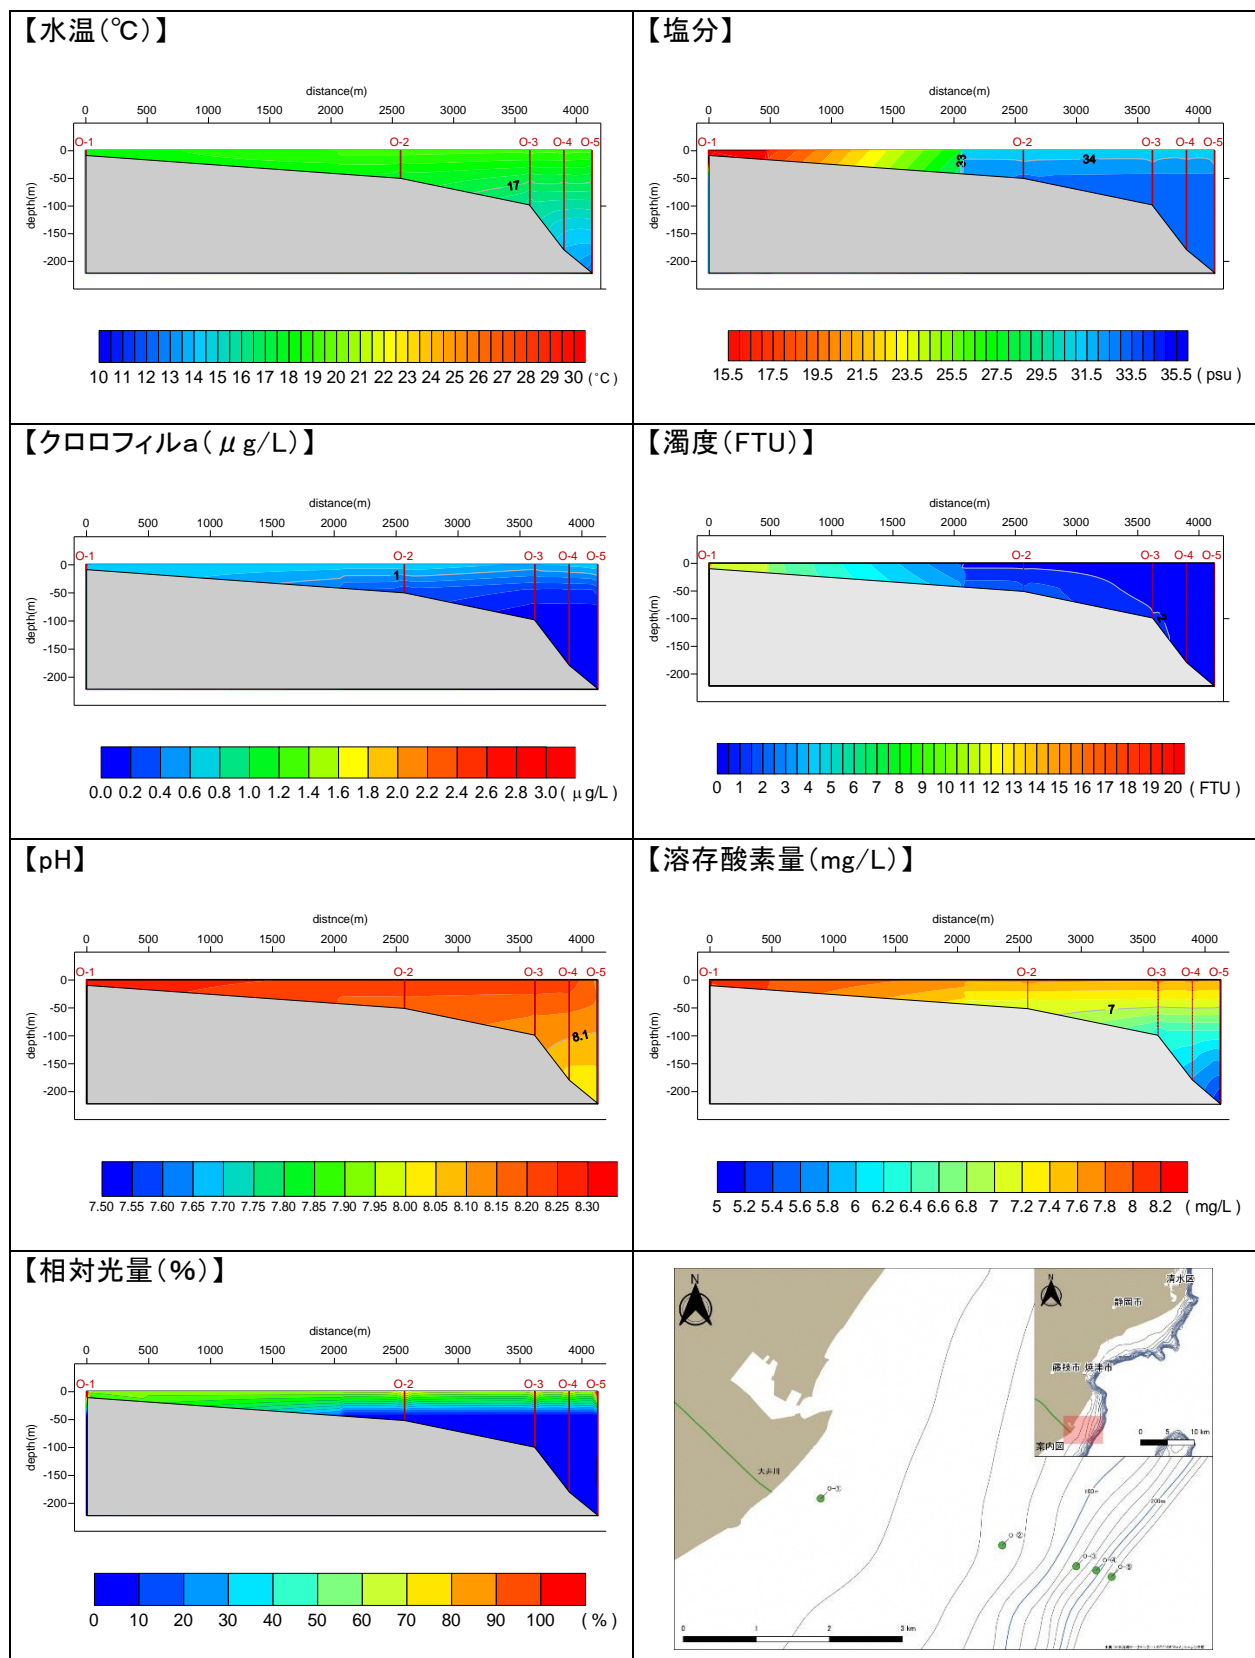 【水温(℃)】
distance(m)
0 500 1000 1500 2000 2500 3000 3500 4000
O-1 O-2 O-3 O-4 O-5
depth(m)
0
-50
-100
-150
-200
17
10 11 12 13 14 15 16 17 18 19 20 21 22 23 24 25 26 27 28 29 30 (°C)
【塩分】
distance(m)
0 500 1000 1500 2000 2500 3000 3500 4000
O-1 O-2 O-3 O-4 O-5
depth(m)
0
-50
-100
-150
-200
33
34
15.5 17.5 19.5 21.5 23.5 25.5 27.5 29.5 31.5 33.5 35.5 (psu)
【クロロフィルa(μg/L)】
distance(m)
0 500 1000 1500 2000 2500 3000 3500 4000
O-1 O-2 O-3 O-4 O-5
depth(m)
0
-50
-100
-150
-200
1
0.0 0.2 0.4 0.6 0.8 1.0 1.2 1.4 1.6 1.8 2.0 2.2 2.4 2.6 2.8 3.0 (μg/L)
【濁度(FTU)】
distance(m)
0 500 1000 1500 2000 2500 3000 3500 4000
O-1 O-2 O-3 O-4 O-5
depth(m)
0
-50
-100
-150
-200
0 1 2 3 4 5 6 7 8 9 10 11 12 13 14 15 16 17 18 19 20 (FTU)
【pH】
distnce(m)
0 500 1000 1500 2000 2500 3000 3500 4000
O-1 O-2 O-3 O-4 O-5
depth(m)
0
-50
-100
-150
-200
8.1
7.50 7.55 7.60 7.65 7.70 7.75 7.80 7.85 7.90 7.95 8.00 8.05 8.10 8.15 8.20 8.25 8.30
【溶存酸素量(mg/L)】
distance(m)
0 500 1000 1500 2000 2500 3000 3500 4000
O-1 O-2 O-3 O-4 O-5
depth(m)
0
-50
-100
-150
-200
7
5 5.2 5.4 5.6 5.8 6 6.2 6.4 6.6 6.8 7 7.2 7.4 7.6 7.8 8 8.2 (mg/L)
【相対光量(%)】
distance(m)
0 500 1000 1500 2000 2500 3000 3500 4000
O-1 O-2 O-3 O-4 O-5
depth(m)
0
-50
-100
-150
-200
0 10 20 30 40 50 60 70 80 90 100 (%)
N
N
清水区
静岡市
藤枝市 焼津市
案内図
0 5 10 km
大井川
100m
200m
O-①
O-②
O-③
O-④
O-⑤
0 1 2 3 km